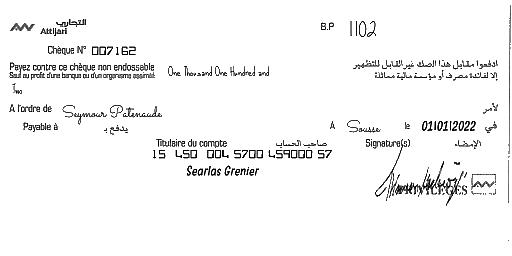 التجاري
Attijari
B.P 1102
Chèque N° 007162
Payez contre ce chèque non endossable
Sauf au profit d'une banque ou d'un organisme assimilé
One Thousand One Hundred and
Two
ادفعوا مقابل هذا الصك غير القابل للتظهير
إلا لفائدة مصرف أو مؤسسة مالية مماثلة
A l'ordre de Seymour Patenaude لأمر
Payable à يدفع بـ
A Sousse le 01/01/2022 في
Titulaire du compte صاحب الحساب
Signature(s) الإمضاء
15 450 004 5700 459000 57
Searlas Grenier
PRIVILEGES